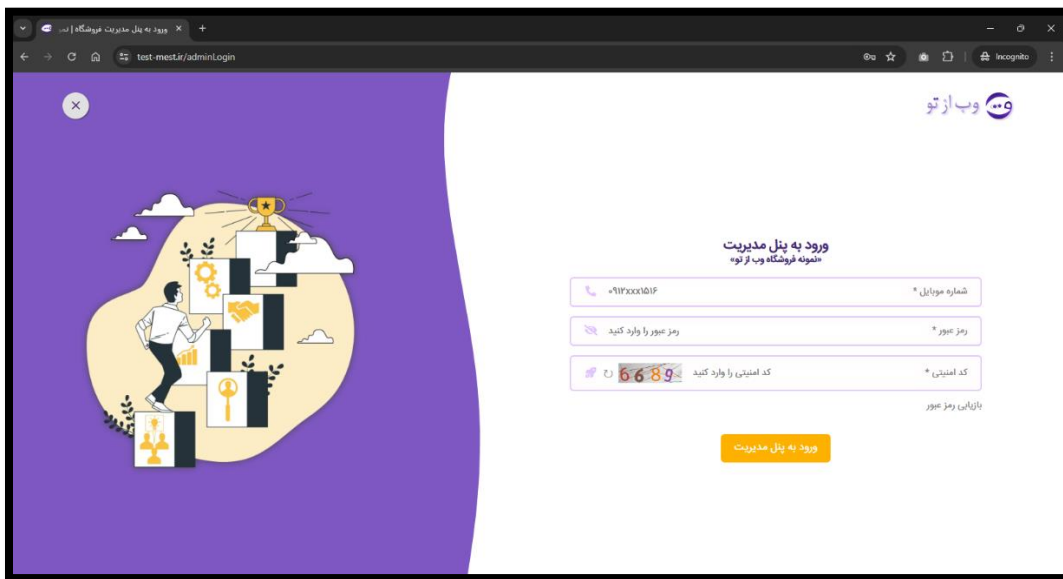 ورود به پنل مدیریت فروشگاه | نمو
test-mest.ir/adminLogin
Incognito
وب از تو
ورود به پنل مدیریت
«نمونه فروشگاه وب از تو»
شماره موبایل * ۰۹۱۲xxx۱۵۱۶
رمز عبور * رمز عبور را وارد کنید
کد امنیتی * کد امنیتی را وارد کنید 6689
بازیابی رمز عبور
ورود به پنل مدیریت